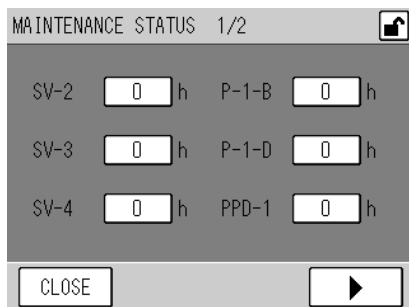 MAINTENANCE STATUS 1/2
SV-2 0 h P-1-B 0 h
SV-3 0 h P-1-D 0 h
SV-4 0 h PPD-1 0 h
CLOSE